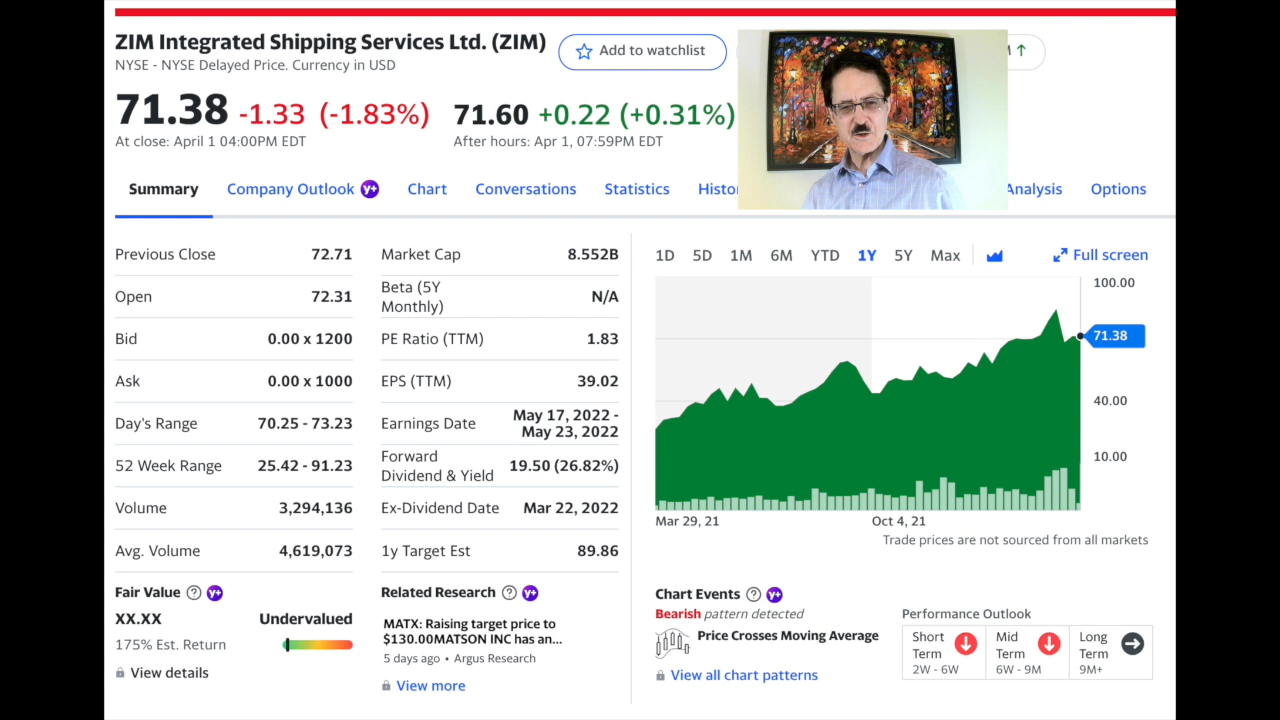 ZIM Integrated Shipping Services Ltd. (ZIM)
Add to watchlist
NYSE - NYSE Delayed Price. Currency in USD
71.38 -1.33 (-1.83%) 71.60 +0.22 (+0.31%)
At close: April 1 04:00PM EDT After hours: Apr 1, 07:59PM EDT
Summary Company Outlook y+ Chart Conversations Statistics Analysis Options
Previous Close 72.71
Open 72.31
Bid 0.00 x 1200
Ask 0.00 x 1000
Day's Range 70.25 - 73.23
52 Week Range 25.42 - 91.23
Volume 3,294,136
Avg. Volume 4,619,073
Market Cap 8.552B
Beta (5Y
Monthly) N/A
PE Ratio (TTM) 1.83
EPS (TTM) 39.02
Earnings Date May 17, 2022 -
May 23, 2022
Forward
Dividend & Yield 19.50 (26.82%)
Ex-Dividend Date Mar 22, 2022
1y Target Est 89.86
1D 5D 1M 6M YTD 1Y 5Y Max Full screen
100.00
71.38
40.00
10.00
Mar 29, 21 Oct 4, 21
Trade prices are not sourced from all markets
Fair Value ? y+
XX.XX Undervalued
175% Est. Return
View details
Related Research ? y+
MATX: Raising target price to
$130.00MATSON INC has an...
5 days ago • Argus Research
View more
Chart Events ? y+
Bearish pattern detected
Price Crosses Moving Average
View all chart patterns
Performance Outlook
Short
Term
2W - 6W
Mid
Term
6W - 9M
Long
Term
9M+